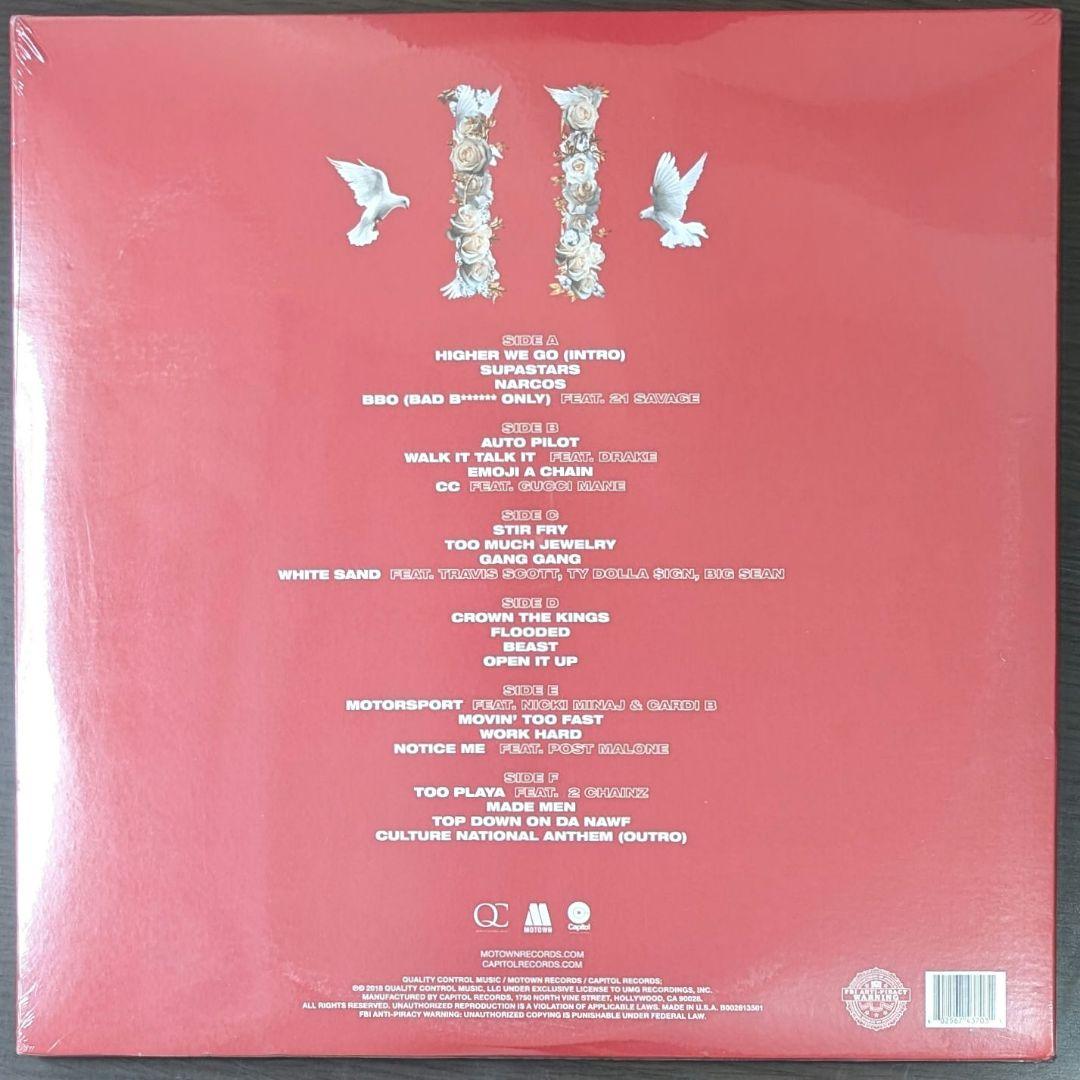 SIDE A
HIGHER WE GO (INTRO)
SUPASTARS
NARCOS
BBO (BAD B****** ONLY) FEAT. 21 SAVAGE
SIDE B
AUTO PILOT
WALK IT TALK IT FEAT. DRAKE
EMOJI A CHAIN
CC FEAT. GUCCI MANE
SIDE C
STIR FRY
TOO MUCH JEWELRY
GANG GANG
WHITE SAND FEAT. TRAVIS SCOTT, TY DOLLA $IGN, BIG SEAN
SIDE D
CROWN THE KINGS
FLOODED
BEAST
OPEN IT UP
SIDE E
MOTORSPORT FEAT. NICKI MINAJ & CARDI B
MOVIN' TOO FAST
WORK HARD
NOTICE ME FEAT. POST MALONE
SIDE F
TOO PLAYA FEAT. 2 CHAINZ
MADE MEN
TOP DOWN ON DA NAWF
CULTURE NATIONAL ANTHEM (OUTRO)
QC MOTOWN Capitol
MOTOWNRECORDS.COM
CAPITOLRECORDS.COM
QUALITY CONTROL MUSIC / MOTOWN RECORDS / CAPITOL RECORDS;
℗© 2018 QUALITY CONTROL MUSIC, LLC UNDER EXCLUSIVE LICENSE TO UMG RECORDINGS, INC.
MANUFACTURED BY CAPITOL RECORDS, 1750 NORTH VINE STREET, HOLLYWOOD, CA 90028.
ALL RIGHTS RESERVED. UNAUTHORIZED REPRODUCTION IS A VIOLATION OF APPLICABLE LAWS. MADE IN U.S.A. B002813301
FBI ANTI-PIRACY WARNING: UNAUTHORIZED COPYING IS PUNISHABLE UNDER FEDERAL LAW.
FBI ANTI-PIRACY
WARNING